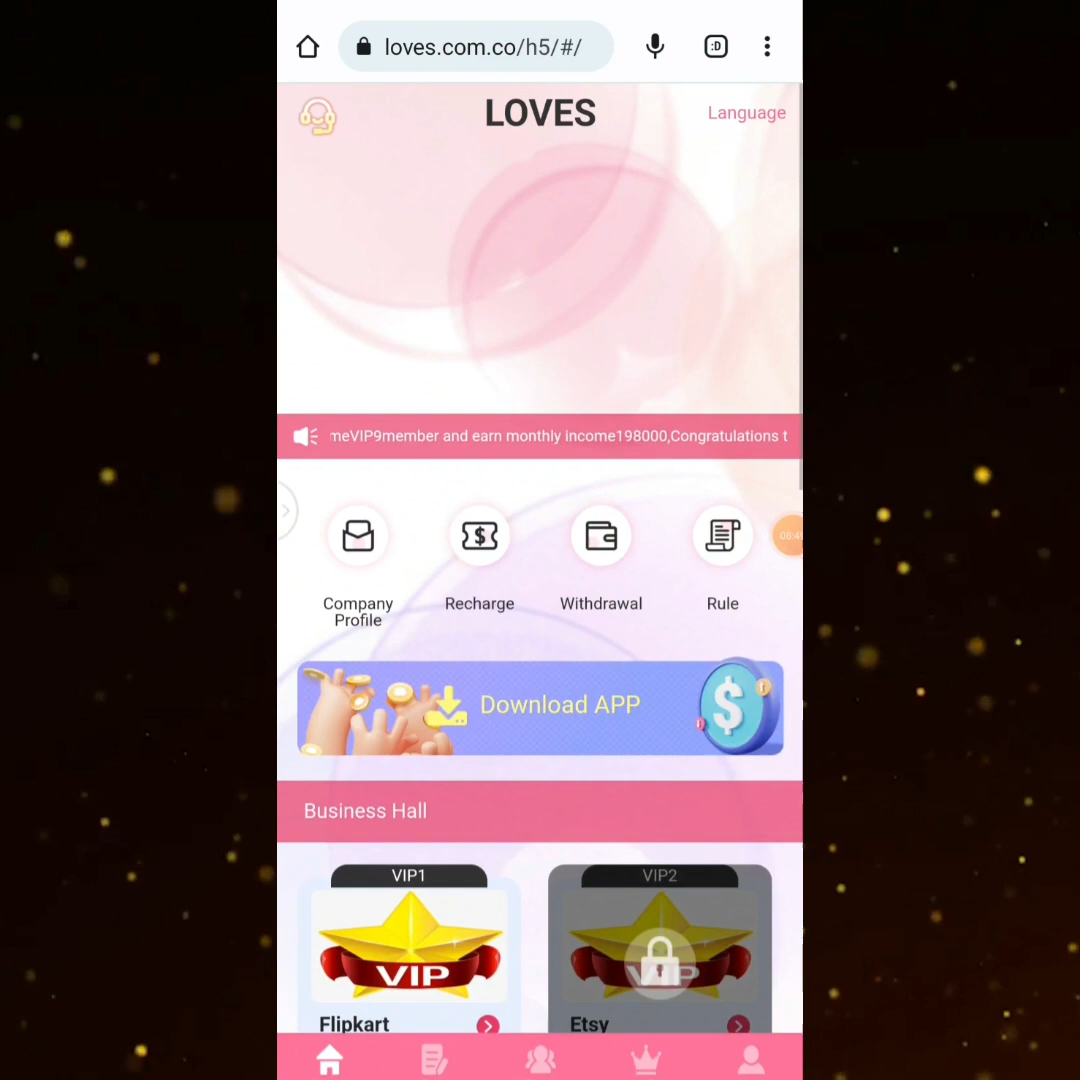 loves.com.co/h5/#/
:D
LOVES
Language
meVIP9member and earn monthly income198000,Congratulations t
Company
Profile
Recharge
Withdrawal
Rule
Download APP
Business Hall
VIP1
VIP2
VIP
VIP
Flipkart
Etsy